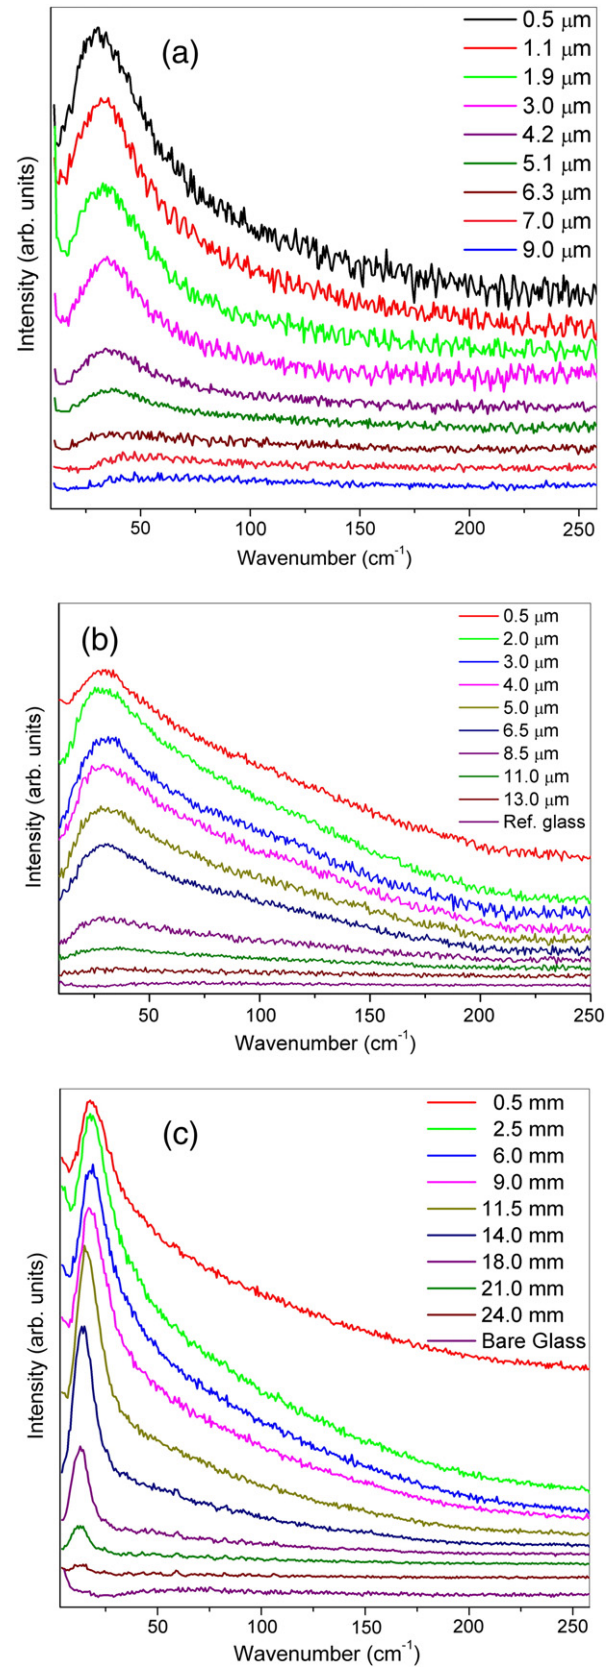 (a)
0.5 μm
1.1 μm
1.9 μm
3.0 μm
4.2 μm
5.1 μm
6.3 μm
7.0 μm
9.0 μm
Intensity (arb. units)
50 100 150 200 250
Wavenumber (cm⁻¹)
(b)
0.5 μm
2.0 μm
3.0 μm
4.0 μm
5.0 μm
6.5 μm
8.5 μm
11.0 μm
13.0 μm
Ref. glass
Intensity (arb. units)
50 100 150 200 250
Wavenumber (cm⁻¹)
(c)
0.5 mm
2.5 mm
6.0 mm
9.0 mm
11.5 mm
14.0 mm
18.0 mm
21.0 mm
24.0 mm
Bare Glass
Intensity (arb. units)
50 100 150 200 250
Wavenumber (cm⁻¹)